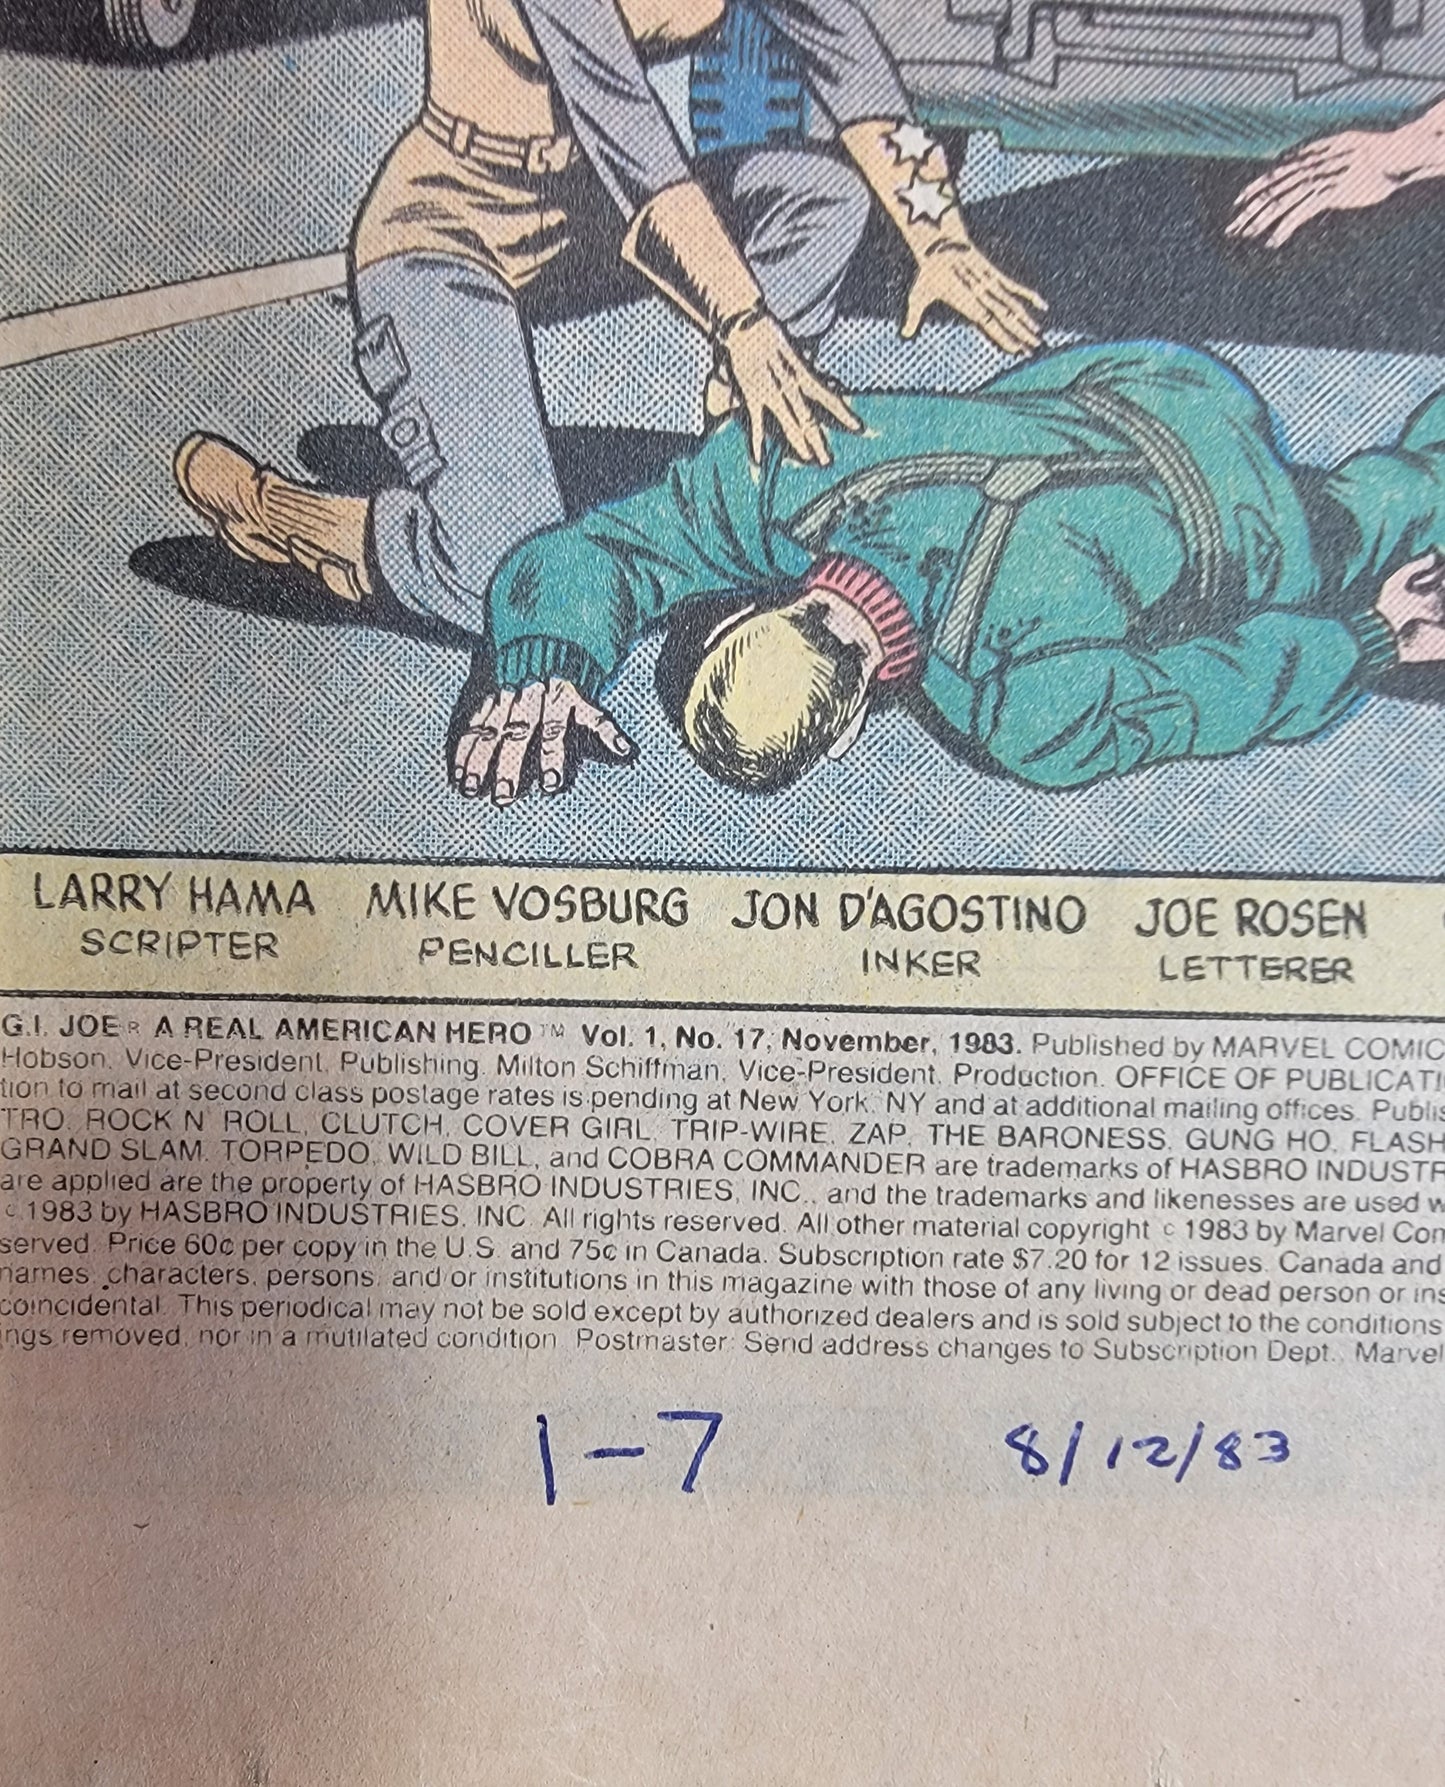 LARRY HAMA MIKE VOSBURG JON D'AGOSTINO JOE ROSEN
SCRIPTER PENCILLER INKER LETTERER
G.I. JOE® A REAL AMERICAN HERO™ Vol. 1, No. 17, November, 1983. Published by MARVEL COMIC
Hobson, Vice-President, Publishing. Milton Schiffman, Vice-President, Production. OFFICE OF PUBLICATI
tion to mail at second class postage rates is pending at New York, NY and at additional mailing offices. Publis
TRO, ROCK N' ROLL, CLUTCH, COVER GIRL, TRIP-WIRE, ZAP, THE BARONESS, GUNG HO, FLASH
GRAND SLAM, TORPEDO, WILD BILL, and COBRA COMMANDER are trademarks of HASBRO INDUSTR
are applied are the property of HASBRO INDUSTRIES, INC., and the trademarks and likenesses are used w
© 1983 by HASBRO INDUSTRIES, INC. All rights reserved. All other material copyright © 1983 by Marvel Com
served. Price 60¢ per copy in the U.S. and 75¢ in Canada. Subscription rate $7.20 for 12 issues. Canada and
names, characters, persons, and/or institutions in this magazine with those of any living or dead person or ins
coincidental. This periodical may not be sold except by authorized dealers and is sold subject to the conditions
ings removed, nor in a mutilated condition. Postmaster: Send address changes to Subscription Dept., Marvel
1-7 8/12/83